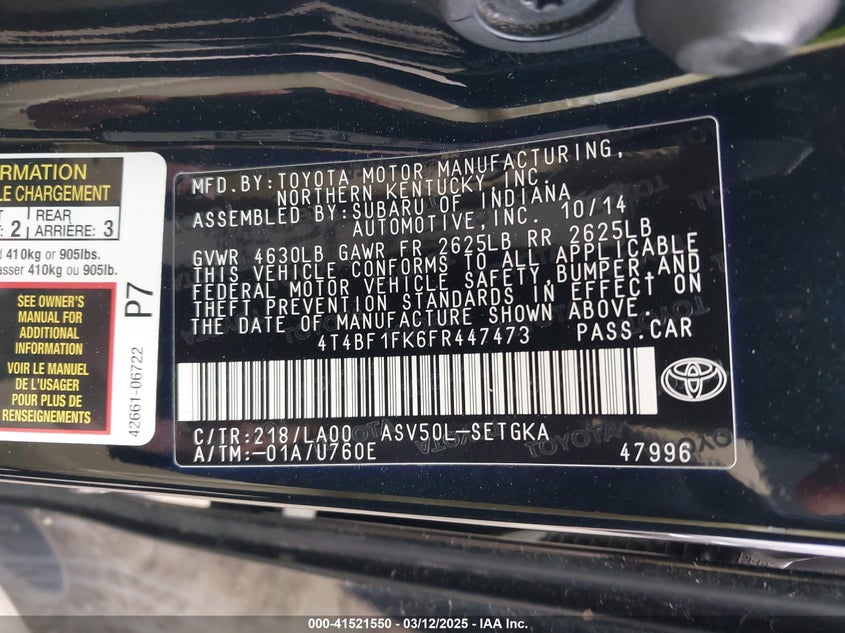 RMATION
LE CHARGEMENT
2
REAR
ARRIÈRE: 3
410kg or 905lbs.
asser 410kg ou 905lb.
SEE OWNER'S
MANUAL FOR
ADDITIONAL
INFORMATION
VOIR LE MANUEL
DE L'USAGER
POUR PLUS DE
RENSEIGNEMENTS
P7
42661-06722
MFD.BY:TOYOTA MOTOR MANUFACTURING,
NORTHERN KENTUCKY,INC.
ASSEMBLED BY:SUBARU OF INDIANA
AUTOMOTIVE,INC. 10/14
GVWR 4630LB GAWR FR 2625LB RR 2625LB
THIS VEHICLE CONFORMS TO ALL APPLICABLE
FEDERAL MOTOR VEHICLE SAFETY,BUMPER,AND
THEFT PREVENTION STANDARDS IN EFFECT ON
THE DATE OF MANUFACTURE SHOWN ABOVE.
4T4BF1FK6FR447473 PASS.CAR
C/TR:218/LA00 ASV50L-SETGKA
A/TM:-01A/U760E 47996
000-41521550 — 03/12/2025 — IAA Inc.